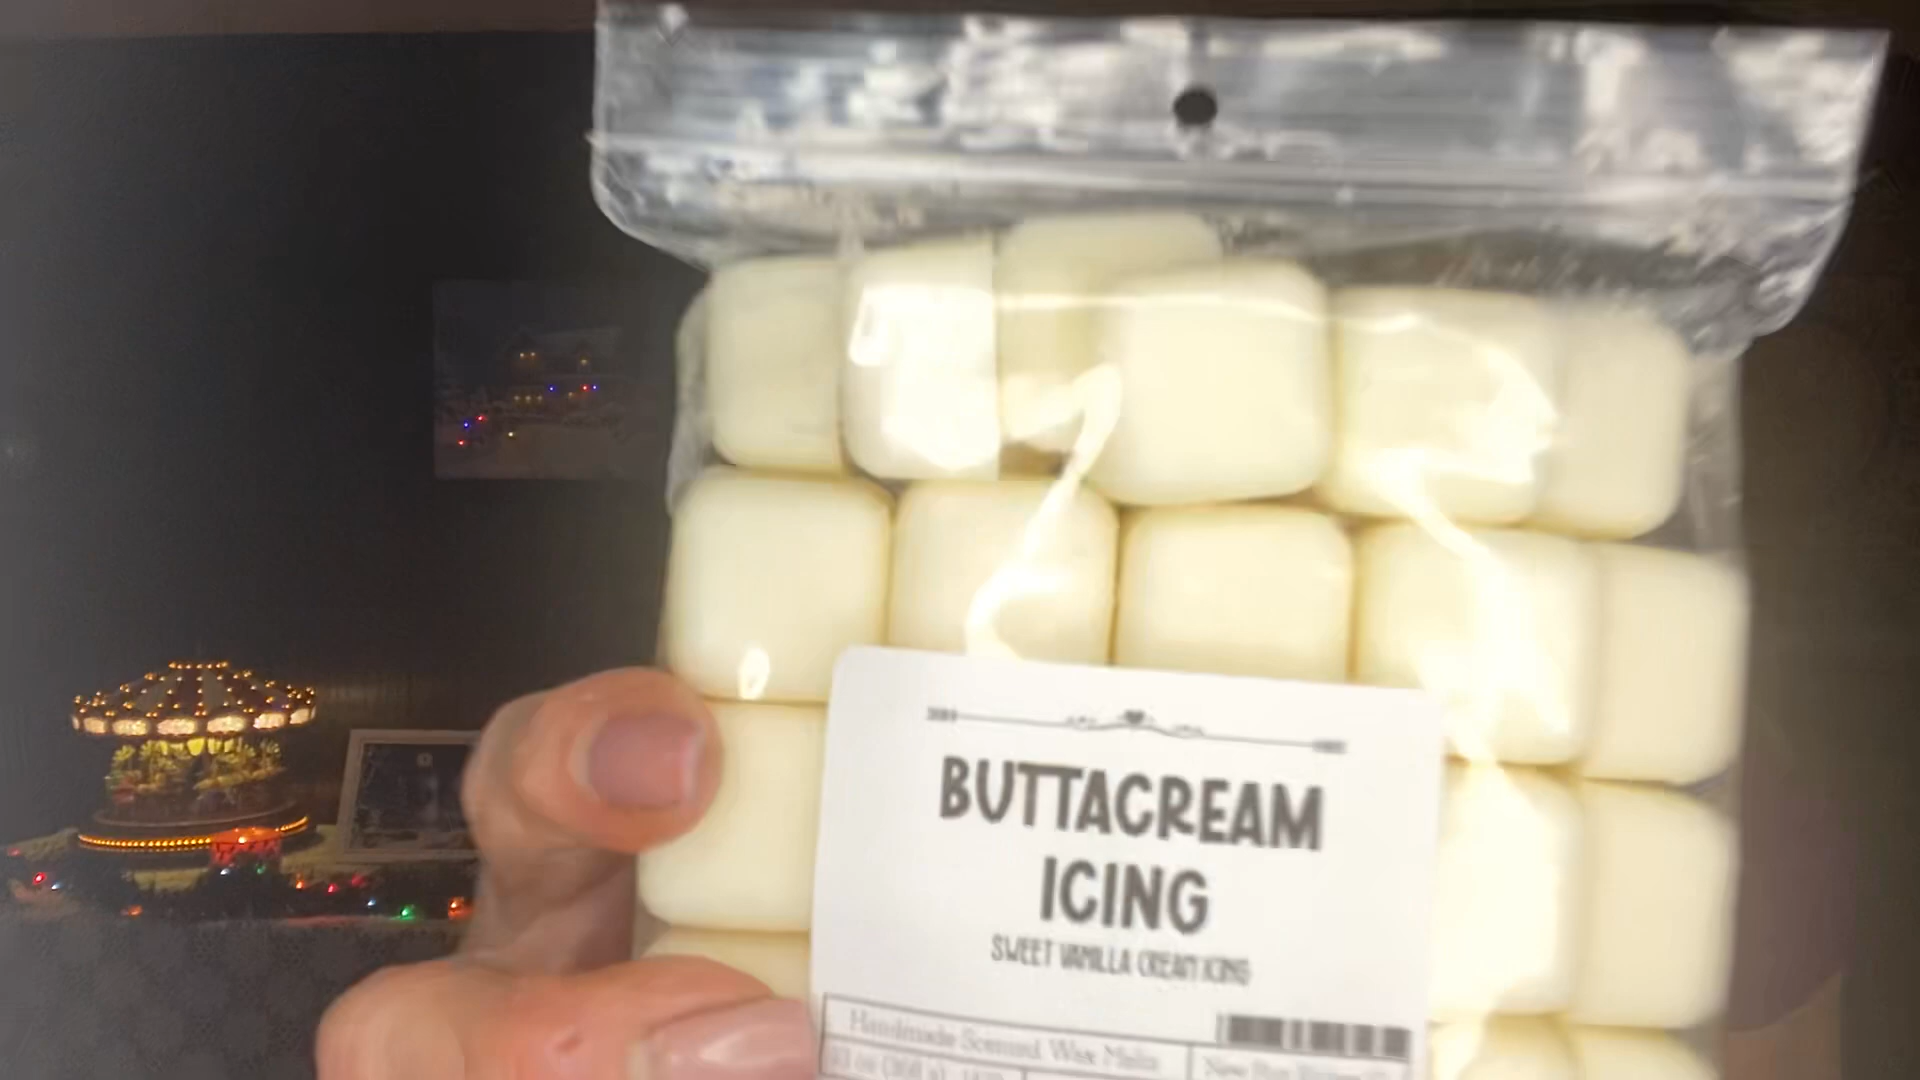 BUTTACREAM
ICING
SWEET VANILLA CREAM ICING
Handmade Scented Wax Melts